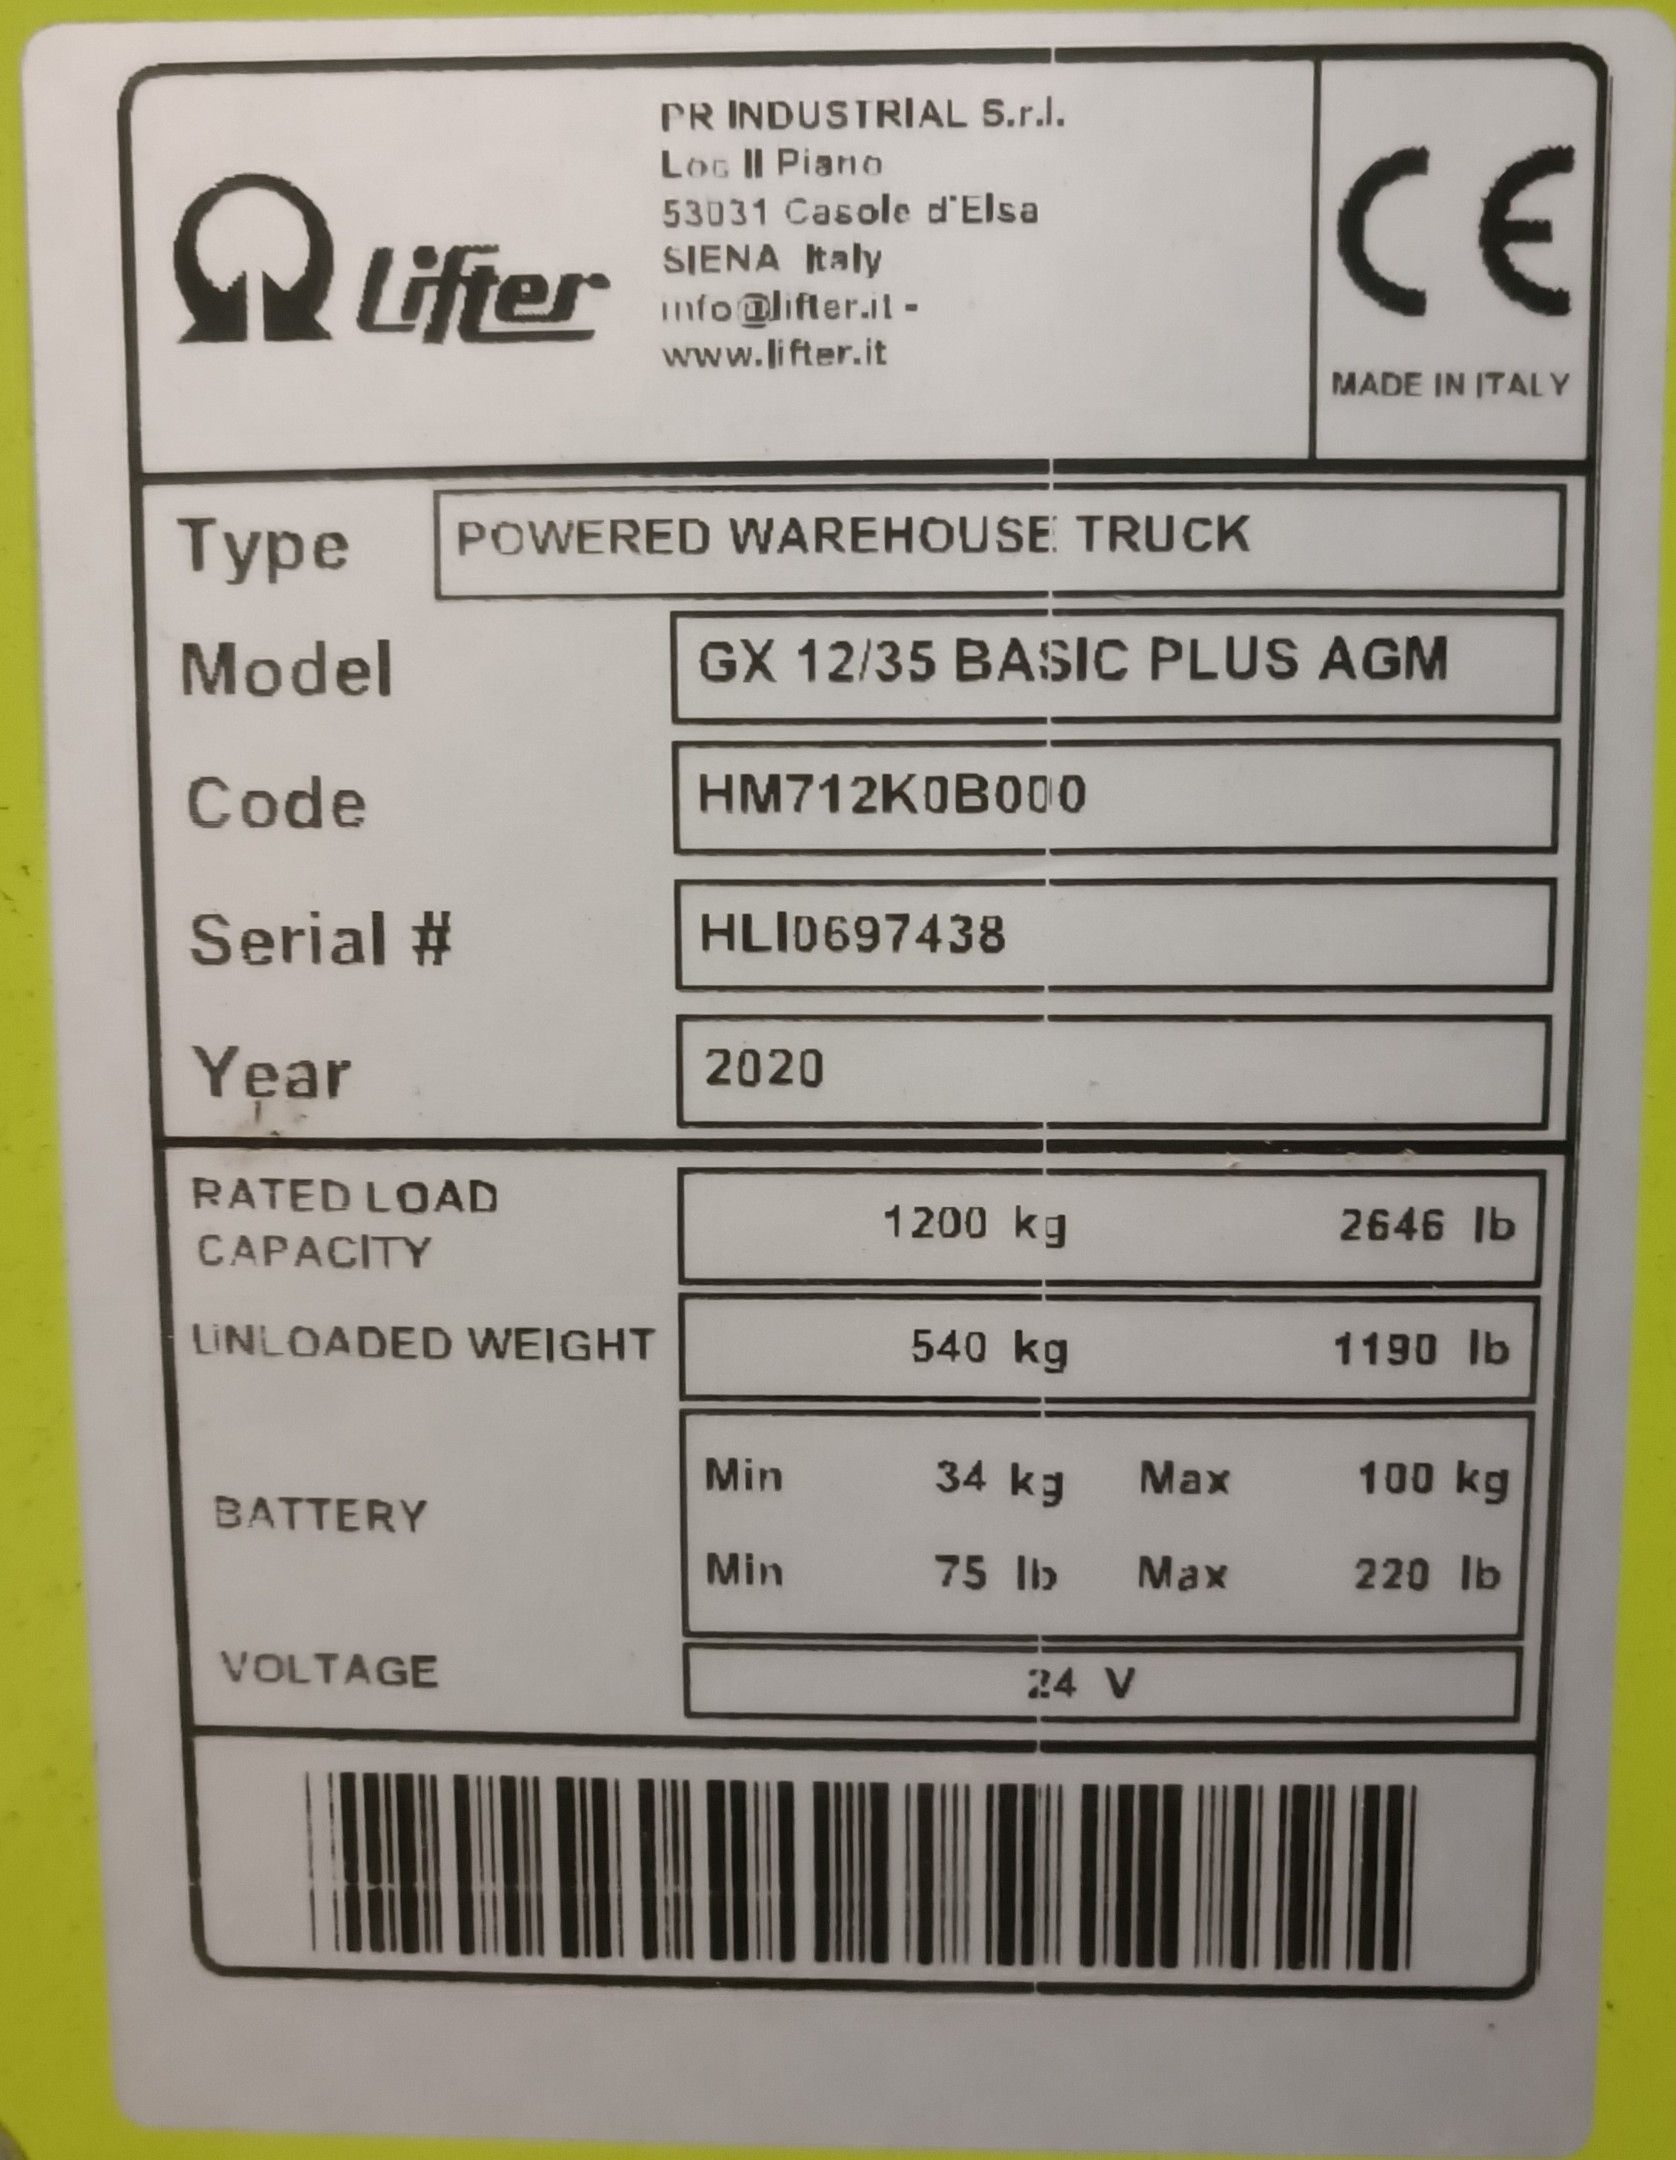 Lifter
PR INDUSTRIAL S.r.l.
Loc Il Piano
53031 Casole d'Elsa
SIENA Italy
info@lifter.it -
www.lifter.it
CE
MADE IN ITALY
Type POWERED WAREHOUSE TRUCK
Model GX 12/35 BASIC PLUS AGM
Code HM712K0B000
Serial # HLI0697438
Year 2020
RATED LOAD CAPACITY 1200 kg 2646 lb
UNLOADED WEIGHT 540 kg 1190 lb
BATTERY Min 34 kg Max 100 kg
Min 75 lb Max 220 lb
VOLTAGE 24 V